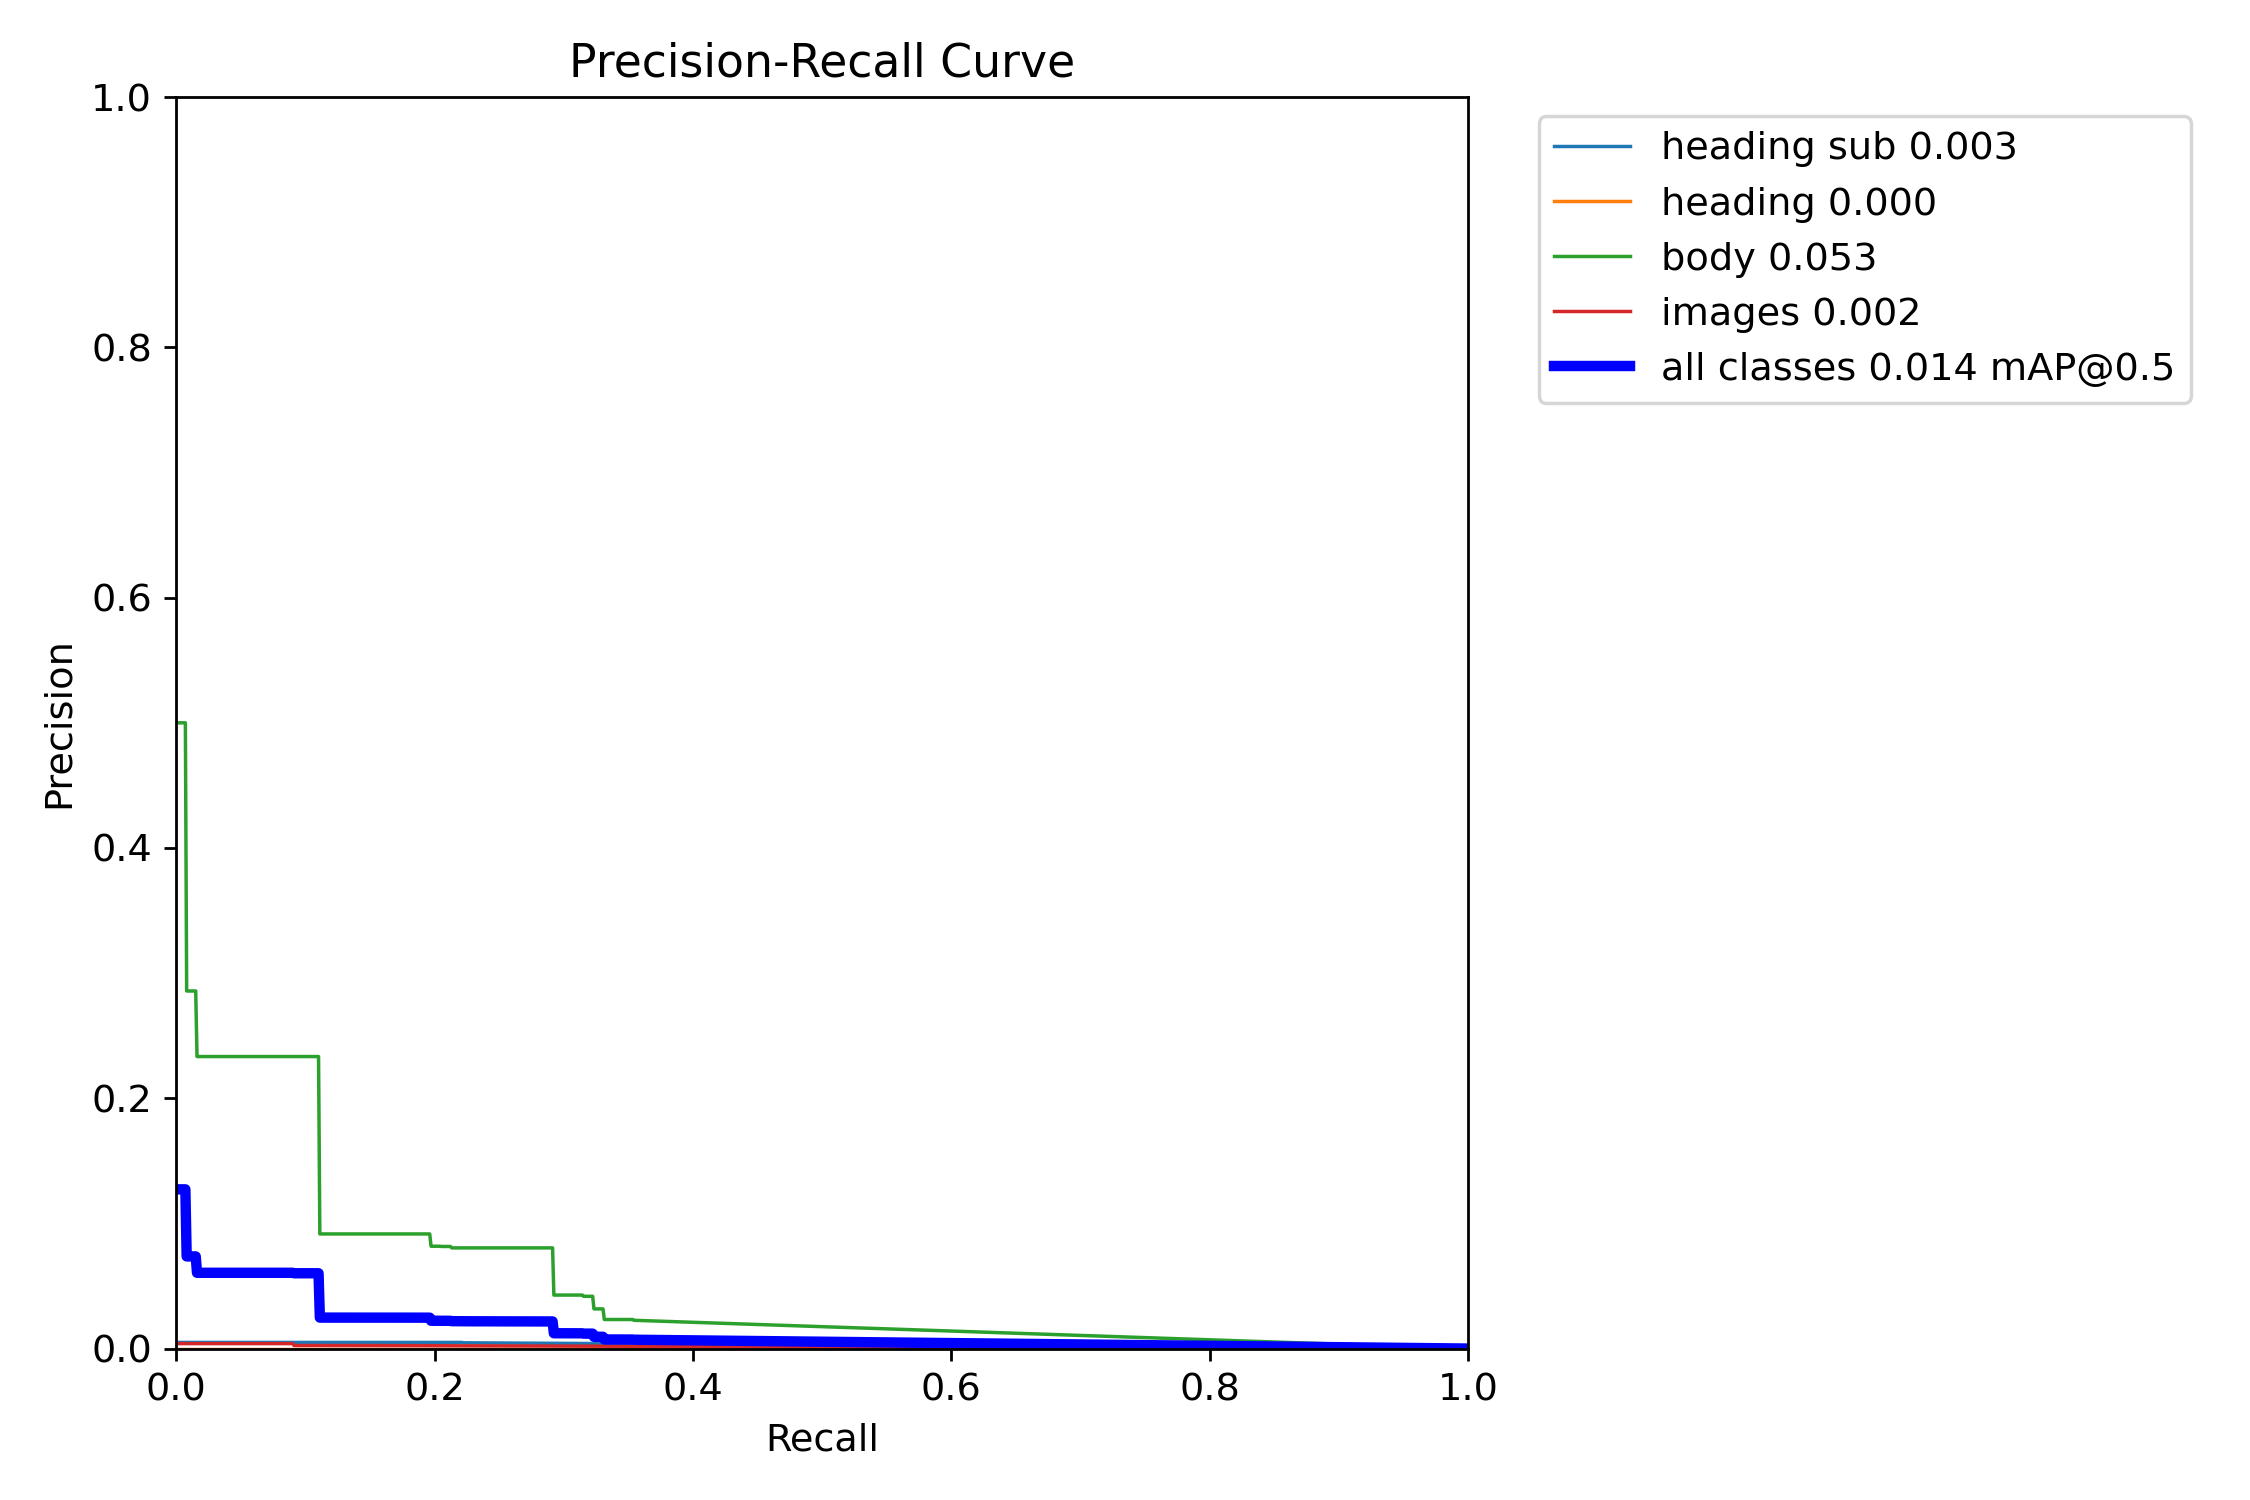 Precision-Recall Curve
1.0
0.8
0.6
0.4
0.2
0.0
Precision
0.0 0.2 0.4 0.6 0.8 1.0
Recall
heading sub 0.003
heading 0.000
body 0.053
images 0.002
all classes 0.014 mAP@0.5